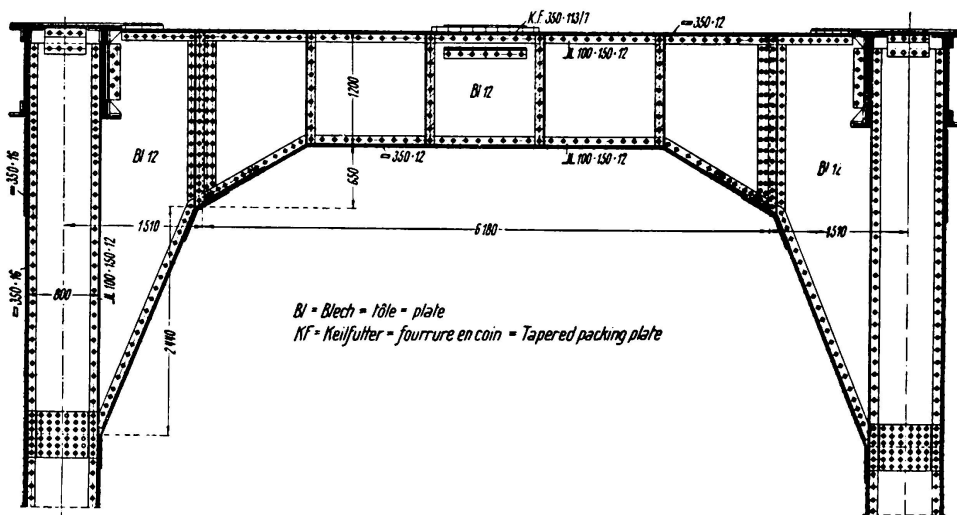 K.F. 350·113/7
▭ 350·12
⅃L 100·150·12
1200
Bl 12
Bl 12
▭ 350·12
⅃L 100·150·12
Bl 12
650
▭ 350·16
1510
6180
1510
⅃L 100·150·12
▭ 350·16
800
2440
Bl = Blech = tôle = plate
KF = Keilfutter = fourrure en coin = Tapered packing plate